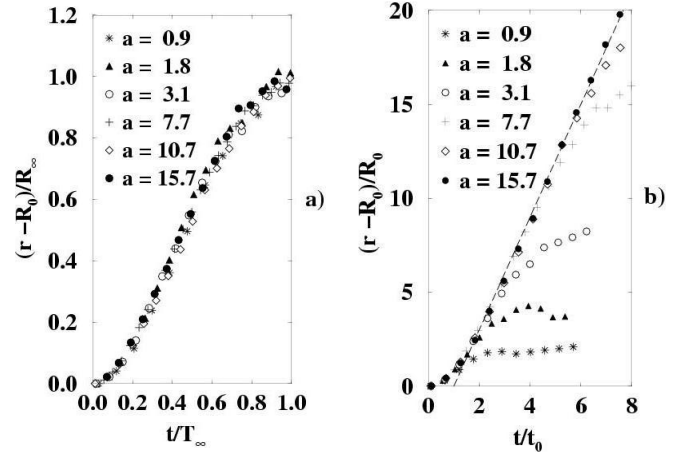 1.2
1.0
0.8
0.6
0.4
0.2
0.0
(r –R₀)/R∞
a = 0.9
a = 1.8
a = 3.1
a = 7.7
a = 10.7
a = 15.7
a)
0.0 0.2 0.4 0.6 0.8 1.0
t/T∞
20
15
10
5
0
(r –R₀)/R₀
a = 0.9
a = 1.8
a = 3.1
a = 7.7
a = 10.7
a = 15.7
b)
0 2 4 6 8
t/t₀